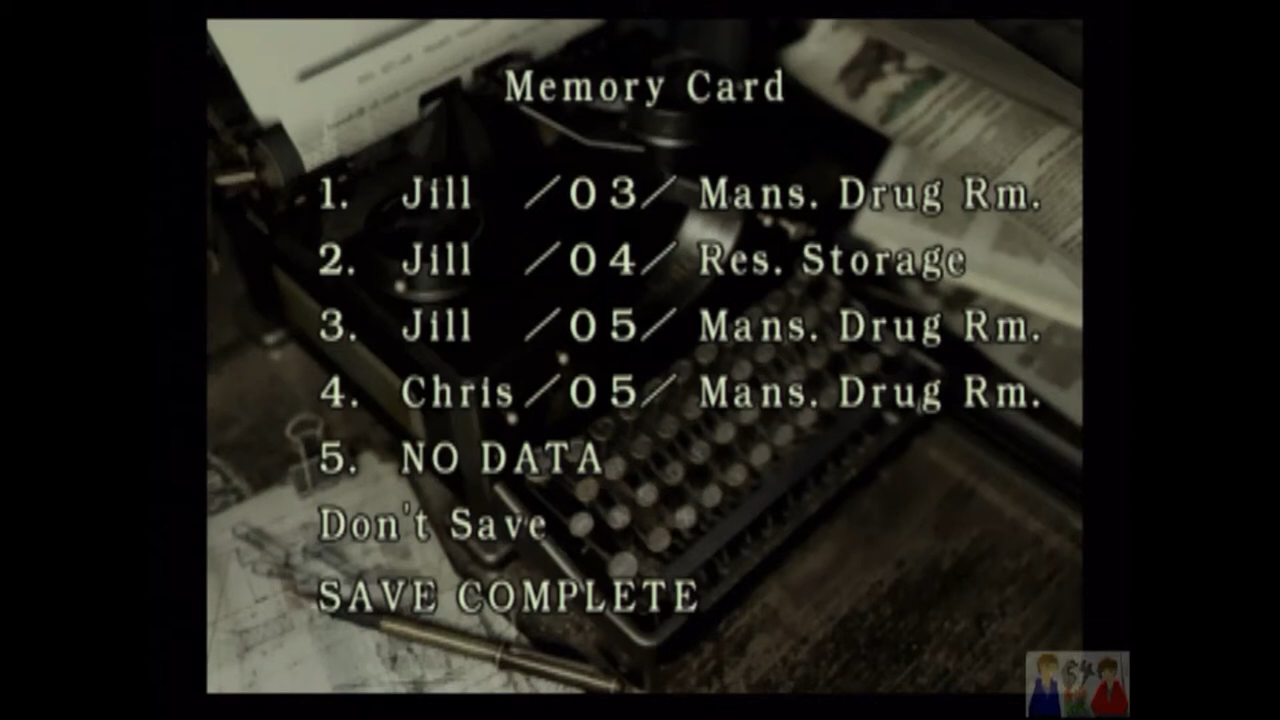 Memory Card
1. Jill /03/ Mans. Drug Rm.
2. Jill /04/ Res. Storage
3. Jill /05/ Mans. Drug Rm.
4. Chris/05/ Mans. Drug Rm.
5. NO DATA
Don't Save
SAVE COMPLETE